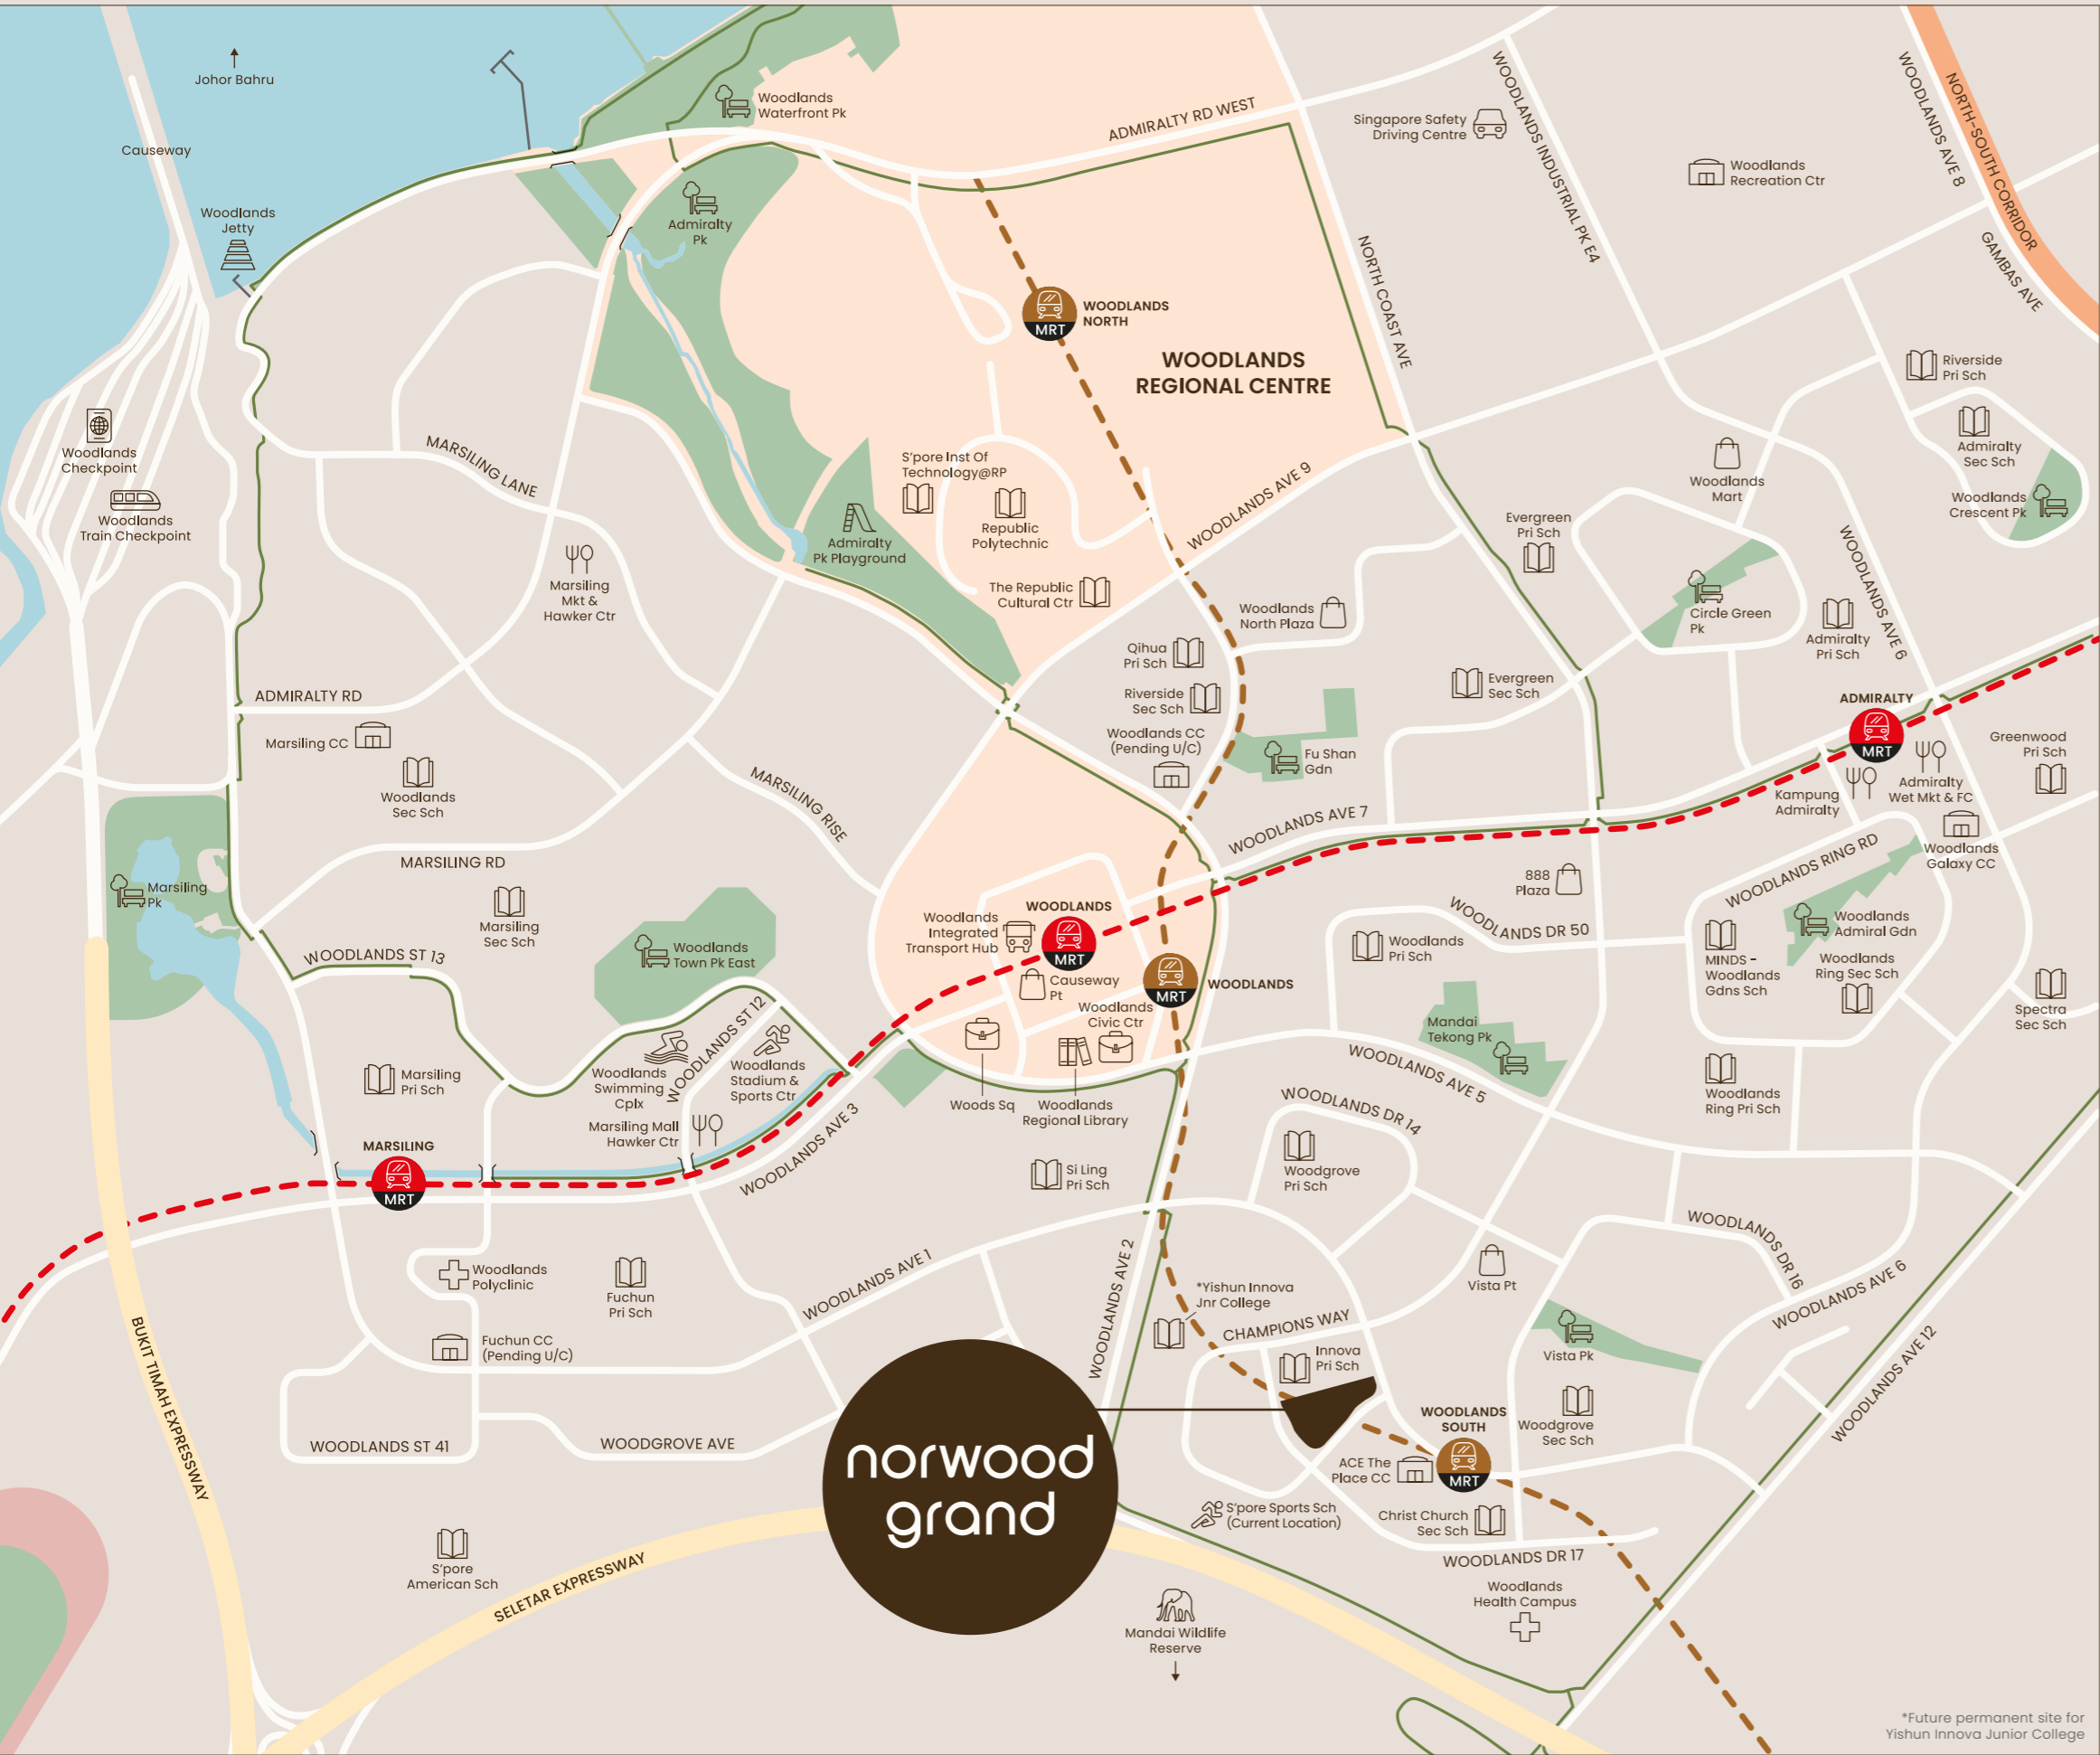 Johor Bahru
Causeway
Woodlands
Jetty
Woodlands
Waterfront Pk
ADMIRALTY RD WEST
Singapore Safety
Driving Centre
WOODLANDS INDUSTRIAL PK E4
Woodlands
Recreation Ctr
WOODLANDS AVE 8
NORTH-SOUTH CORRIDOR
GAMBAS AVE
Admiralty
Pk
MRT
WOODLANDS
NORTH
WOODLANDS
REGIONAL CENTRE
NORTH COAST AVE
Riverside
Pri Sch
Admiralty
Sec Sch
Woodlands
Crescent Pk
Woodlands
Mart
Woodlands
Checkpoint
Woodlands
Train Checkpoint
MARSILING LANE
Marsiling
Mkt &
Hawker Ctr
S'pore Inst Of
Technology@RP
Republic
Polytechnic
Admiralty
Pk Playground
The Republic
Cultural Ctr
WOODLANDS AVE 9
Evergreen
Pri Sch
Woodlands
North Plaza
Circle Green
Pk
WOODLANDS AVE 6
Admiralty
Pri Sch
Qihua
Pri Sch
Riverside
Sec Sch
Evergreen
Sec Sch
Woodlands CC
(Pending U/C)
Fu Shan
Gdn
ADMIRALTY
MRT
Greenwood
Pri Sch
Kampung
Admiralty
Admiralty
Wet Mkt & FC
ADMIRALTY RD
Marsiling CC
Woodlands
Sec Sch
MARSILING RISE
MARSILING RD
WOODLANDS AVE 7
WOODLANDS RING RD
Woodlands
Galaxy CC
888
Plaza
Marsiling
Pk
Marsiling
Sec Sch
WOODLANDS ST 13
Woodlands
Town Pk East
Woodlands
Integrated
Transport Hub
WOODLANDS
MRT
Causeway
Pt
MRT
WOODLANDS
Woodlands
Civic Ctr
WOODLANDS DR 50
Woodlands
Pri Sch
MINDS -
Woodlands
Gdns Sch
Woodlands
Admiral Gdn
Woodlands
Ring Sec Sch
Spectra
Sec Sch
Mandai
Tekong Pk
WOODLANDS AVE 5
Woodlands
Ring Pri Sch
Marsiling
Pri Sch
Woodlands
Swimming
Cplx
WOODLANDS ST 12
Woodlands
Stadium &
Sports Ctr
Marsiling Mall
Hawker Ctr
WOODLANDS AVE 3
Woods Sq
Woodlands
Regional Library
MARSILING
MRT
Si Ling
Pri Sch
WOODLANDS DR 14
Woodgrove
Pri Sch
WOODLANDS DR 16
WOODLANDS AVE 6
WOODLANDS AVE 12
Woodlands
Polyclinic
Fuchun
Pri Sch
WOODLANDS AVE 1
WOODLANDS AVE 2
Vista Pt
*Yishun Innova
Jnr College
CHAMPIONS WAY
Innova
Pri Sch
Vista Pk
Fuchun CC
(Pending U/C)
BUKIT TIMAH EXPRESSWAY
WOODLANDS ST 41
WOODGROVE AVE
norwood
grand
WOODLANDS
SOUTH
MRT
Woodgrove
Sec Sch
ACE The
Place CC
S'pore Sports Sch
(Current Location)
Christ Church
Sec Sch
WOODLANDS DR 17
Woodlands
Health Campus
S'pore
American Sch
SELETAR EXPRESSWAY
Mandai Wildlife
Reserve
*Future permanent site for
Yishun Innova Junior College